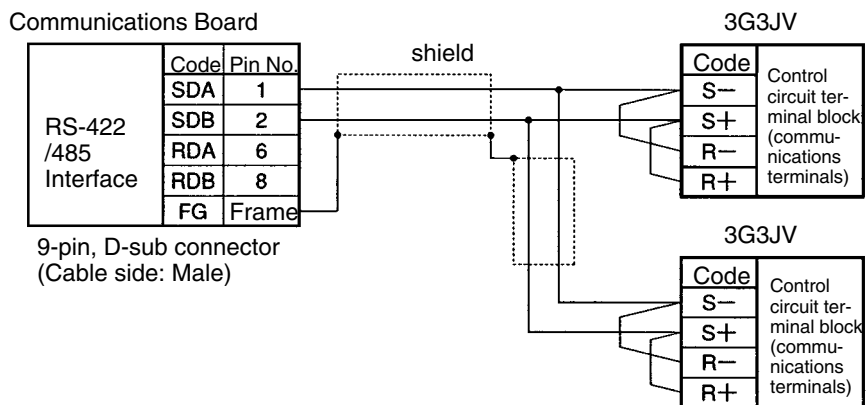 Communications Board
RS-422
/485
Interface
Code Pin No.
SDA 1
SDB 2
RDA 6
RDB 8
FG Frame
9-pin, D-sub connector
(Cable side: Male)
shield
3G3JV
Code
S−
S+
R−
R+
Control
circuit ter-
minal block
(commu-
nications
terminals)
3G3JV
Code
S−
S+
R−
R+
Control
circuit ter-
minal block
(commu-
nications
terminals)